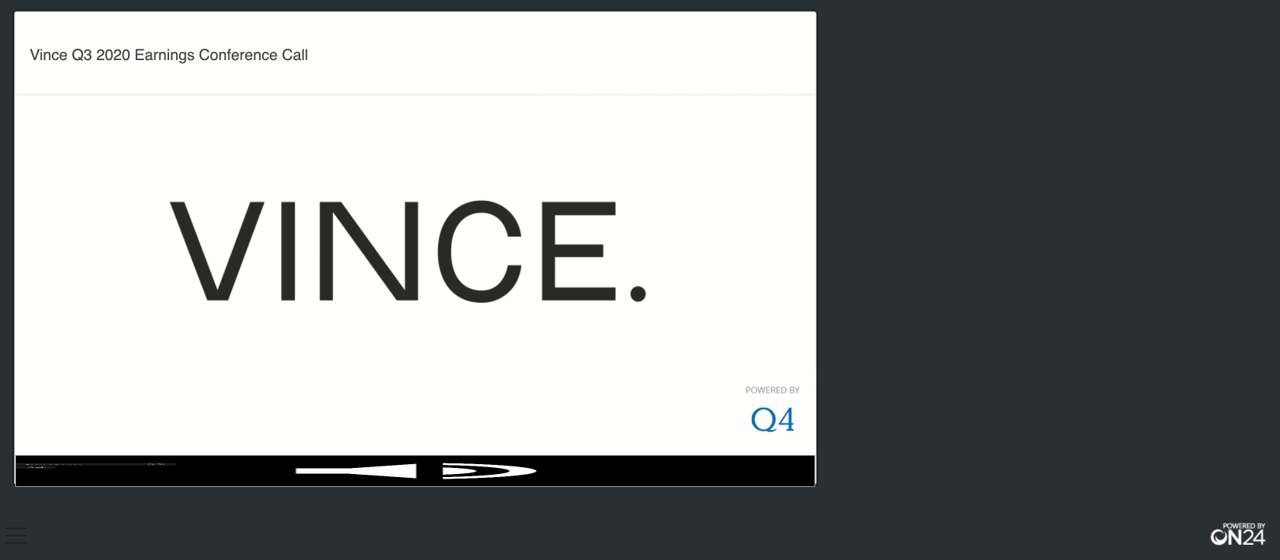 Vince Q3 2020 Earnings Conference Call
VINCE.
POWERED BY
Q4
POWERED BY
ON24